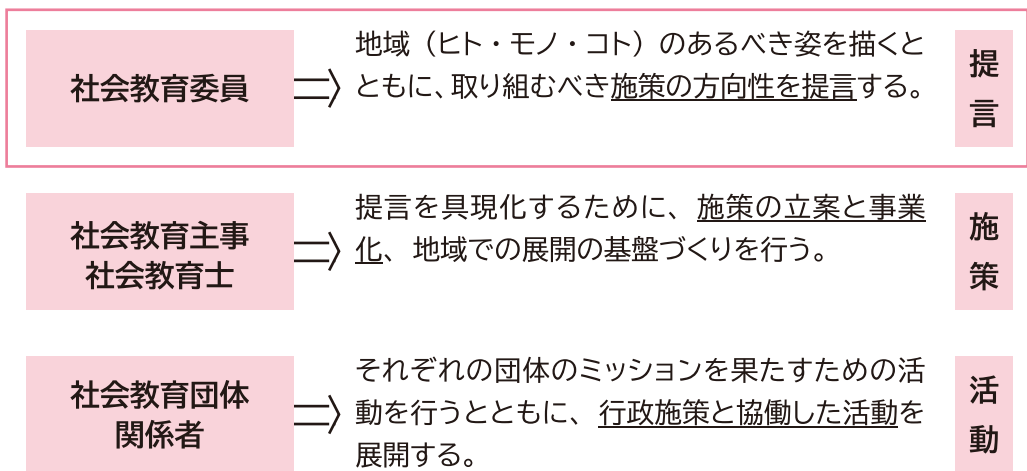 社会教育委員
地域（ヒト・モノ・コト）のあるべき姿を描くと
ともに、取り組むべき施策の方向性を提言する。
提
言
社会教育主事
社会教育士
提言を具現化するために、施策の立案と事業
化、地域での展開の基盤づくりを行う。
施
策
社会教育団体
関係者
それぞれの団体のミッションを果たすための活
動を行うとともに、行政施策と協働した活動を
展開する。
活
動